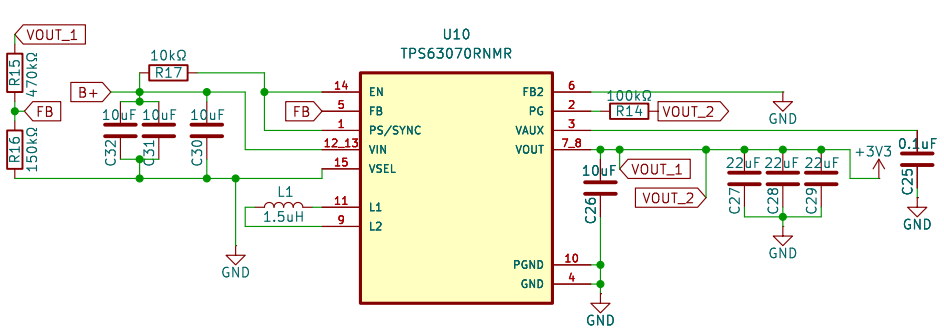 U10
TPS63070RNMR
VOUT_1
R15
470kΩ
FB
R16
150kΩ
B+
10kΩ
R17
10uF
C32
10uF
C31
10uF
C30
GND
L1
1.5uH
FB
14
EN
5
FB
1
PS/SYNC
12_13
VIN
15
VSEL
11
L1
9
L2
FB2
6
PG
2
VAUX
3
VOUT
7_8
PGND
10
GND
4
100kΩ
R14
VOUT_2
GND
VOUT_1
VOUT_2
10uF
C26
GND
22uF
C27
22uF
C28
22uF
C29
GND
+3V3
0.1uF
C25
GND